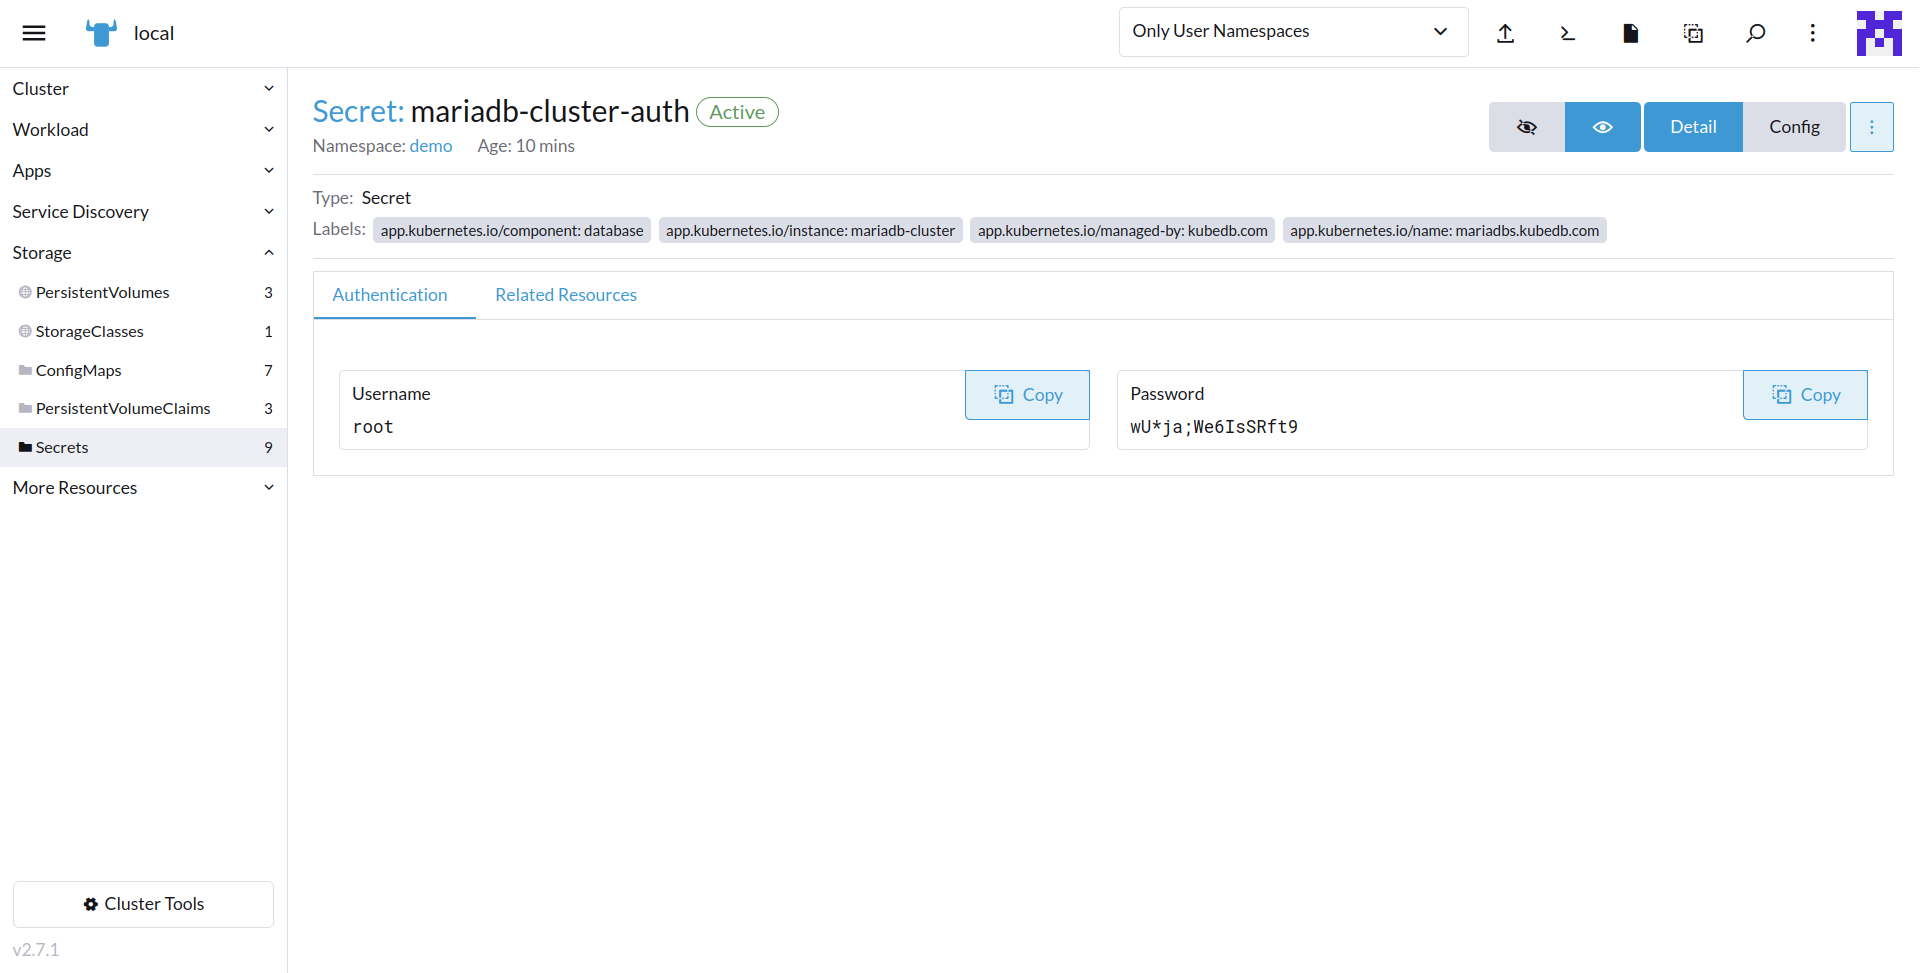 local
Only User Namespaces
Cluster
Workload
Apps
Service Discovery
Storage
PersistentVolumes 3
StorageClasses 1
ConfigMaps 7
PersistentVolumeClaims 3
Secrets 9
More Resources
Cluster Tools
v2.7.1
Secret: mariadb-cluster-auth Active
Namespace: demo Age: 10 mins
Detail Config
Type: Secret
Labels: app.kubernetes.io/component: database app.kubernetes.io/instance: mariadb-cluster app.kubernetes.io/managed-by: kubedb.com app.kubernetes.io/name: mariadbs.kubedb.com
Authentication Related Resources
Username Copy
root
Password Copy
wU*ja;We6IsSRft9